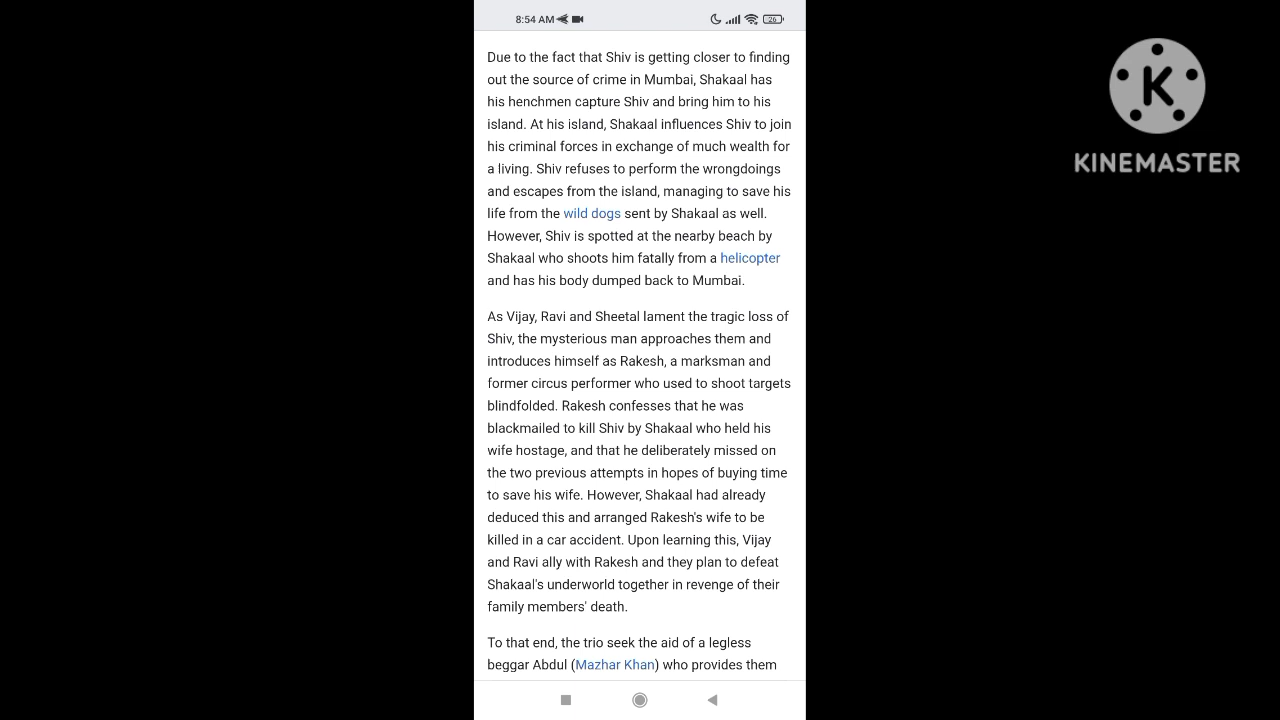 8:54 AM
26
Due to the fact that Shiv is getting closer to finding
out the source of crime in Mumbai, Shakaal has
his henchmen capture Shiv and bring him to his
island. At his island, Shakaal influences Shiv to join
his criminal forces in exchange of much wealth for
a living. Shiv refuses to perform the wrongdoings
and escapes from the island, managing to save his
life from the wild dogs sent by Shakaal as well.
However, Shiv is spotted at the nearby beach by
Shakaal who shoots him fatally from a helicopter
and has his body dumped back to Mumbai.
As Vijay, Ravi and Sheetal lament the tragic loss of
Shiv, the mysterious man approaches them and
introduces himself as Rakesh, a marksman and
former circus performer who used to shoot targets
blindfolded. Rakesh confesses that he was
blackmailed to kill Shiv by Shakaal who held his
wife hostage, and that he deliberately missed on
the two previous attempts in hopes of buying time
to save his wife. However, Shakaal had already
deduced this and arranged Rakesh's wife to be
killed in a car accident. Upon learning this, Vijay
and Ravi ally with Rakesh and they plan to defeat
Shakaal's underworld together in revenge of their
family members' death.
To that end, the trio seek the aid of a legless
beggar Abdul (Mazhar Khan) who provides them
K
KINEMASTER